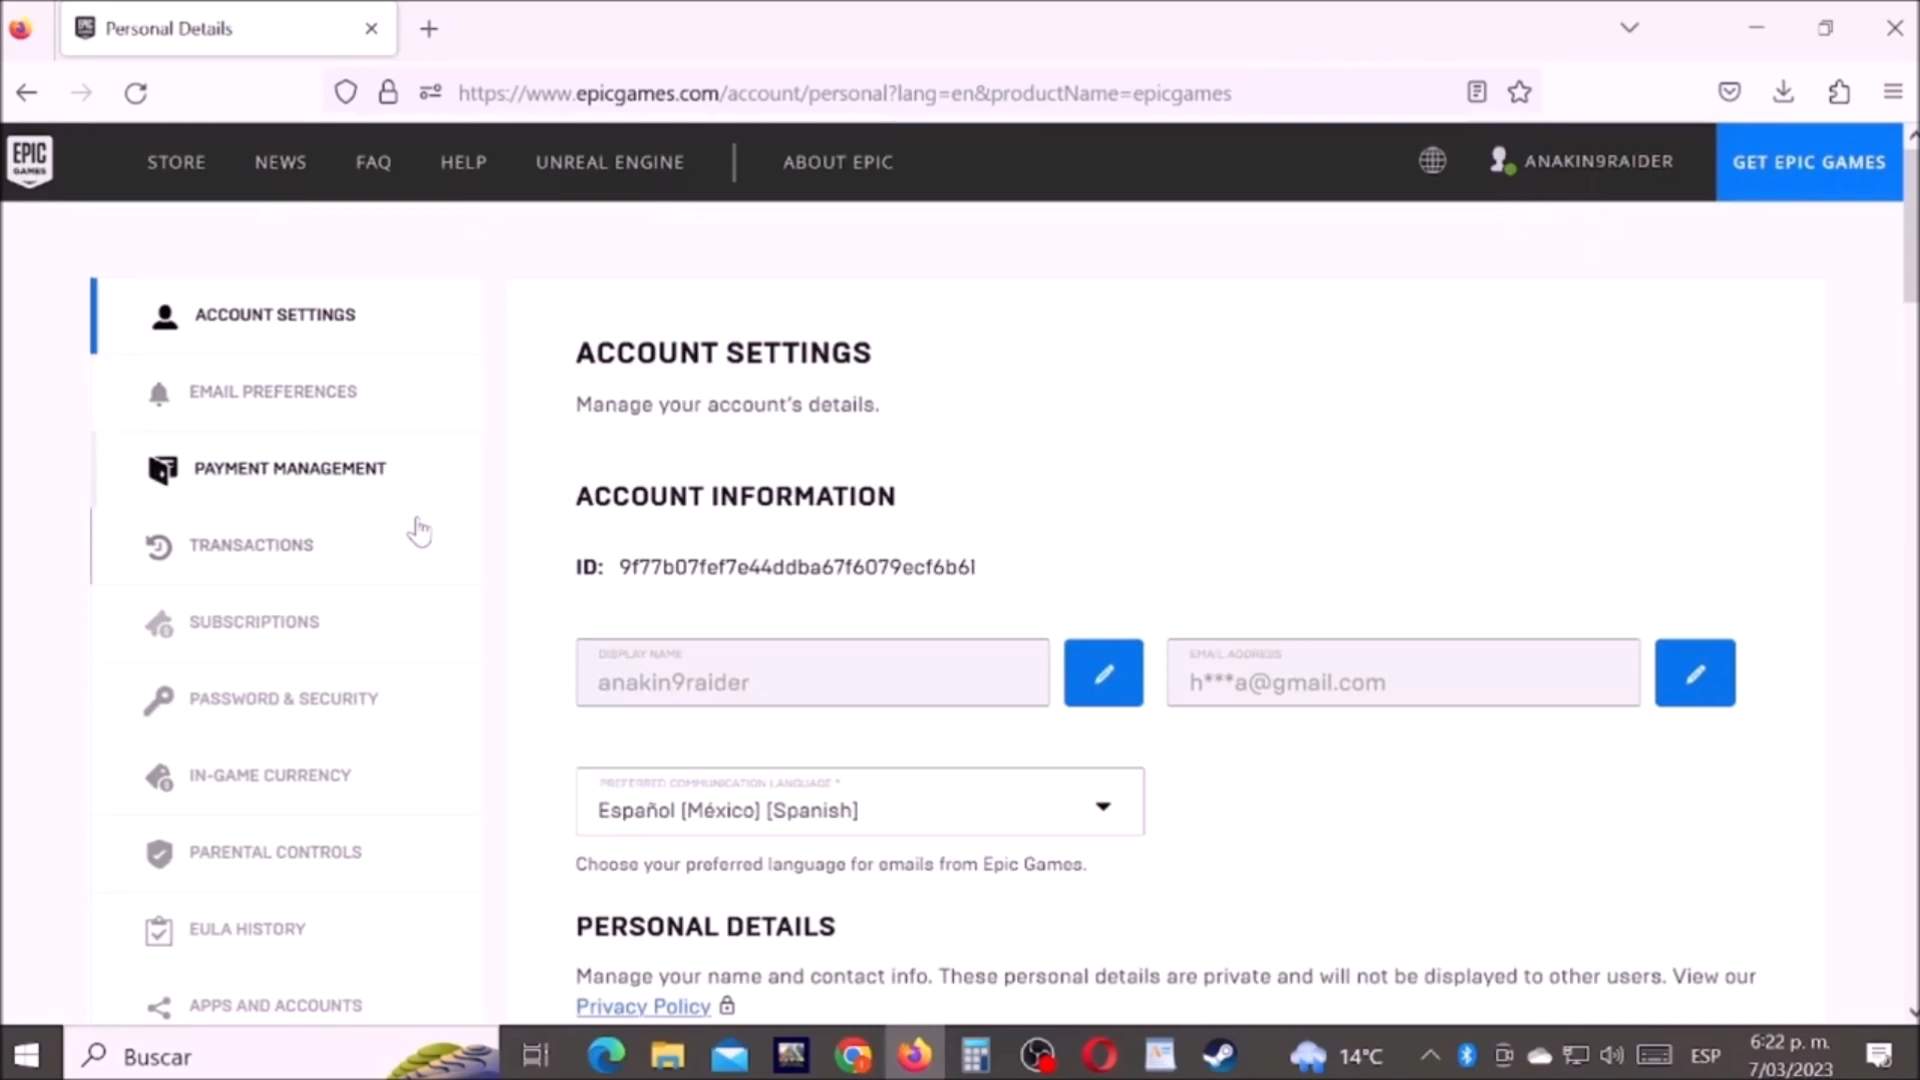 Personal Details
https://www.epicgames.com/account/personal?lang=en&productName=epicgames
EPIC GAMES
STORE
NEWS
FAQ
HELP
UNREAL ENGINE
ABOUT EPIC
ANAKIN9RAIDER
GET EPIC GAMES
ACCOUNT SETTINGS
EMAIL PREFERENCES
PAYMENT MANAGEMENT
TRANSACTIONS
SUBSCRIPTIONS
PASSWORD & SECURITY
IN-GAME CURRENCY
PARENTAL CONTROLS
EULA HISTORY
APPS AND ACCOUNTS
ACCOUNT SETTINGS
Manage your account's details.
ACCOUNT INFORMATION
ID: 9f77b07fef7e44ddba67f6079ecf6b61
DISPLAY NAME
anakin9raider
EMAIL ADDRESS
h***a@gmail.com
PREFERRED COMMUNICATION LANGUAGE *
Español [México] [Spanish]
Choose your preferred language for emails from Epic Games.
PERSONAL DETAILS
Manage your name and contact info. These personal details are private and will not be displayed to other users. View our
Privacy Policy
Buscar
14°C
ESP
6:22 p. m.
7/03/2023